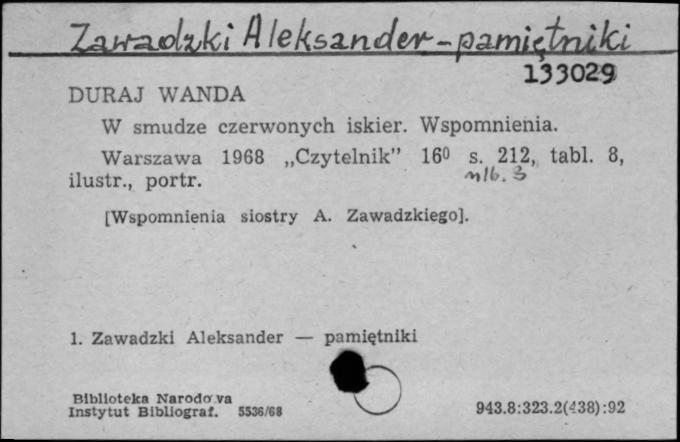 Zawadzki Aleksander - pamiętniki
133029
DURAJ WANDA
W smudze czerwonych iskier. Wspomnienia.
Warszawa 1968 „Czytelnik” 16⁰ s. 212, tabl. 8,
nlb. 3
ilustr., portr.
[Wspomnienia siostry A. Zawadzkiego].
1. Zawadzki Aleksander — pamiętniki
Biblioteka Narodowa
Instytut Bibliograf. 5536/68
943.8:323.2(438):92